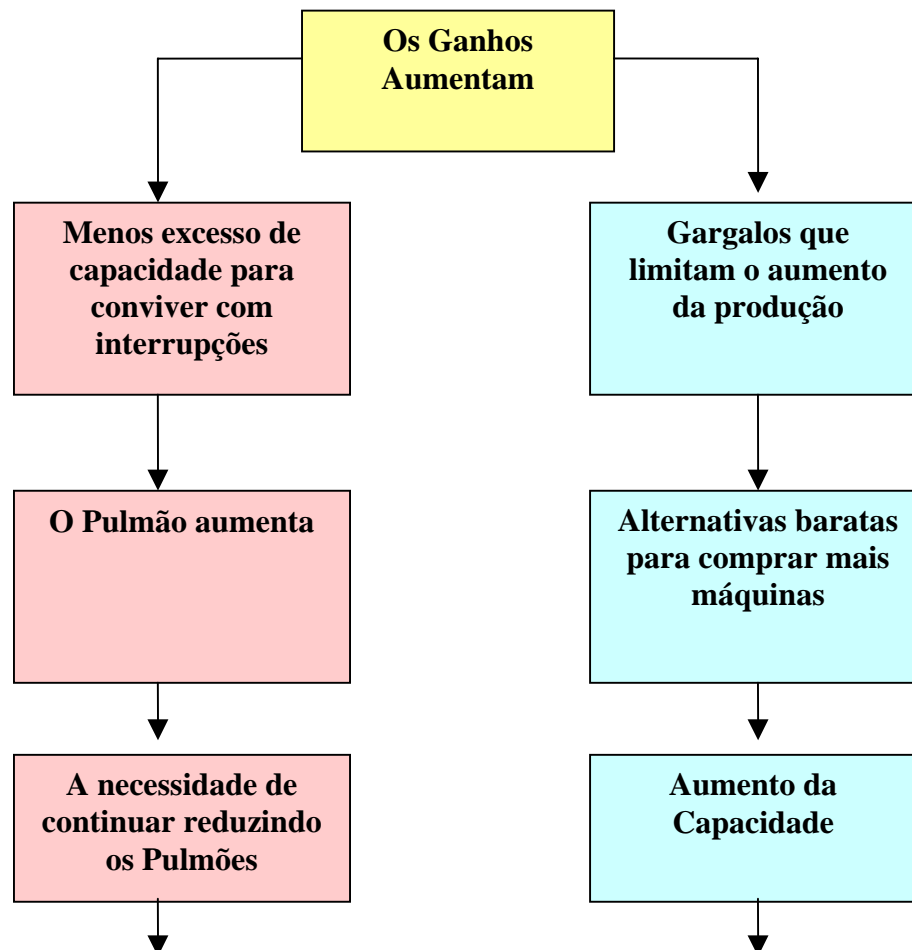 Os Ganhos
Aumentam
Menos excesso de
capacidade para
conviver com
interrupções
Gargalos que
limitam o aumento
da produção
O Pulmão aumenta
Alternativas baratas
para comprar mais
máquinas
A necessidade de
continuar reduzindo
os Pulmões
Aumento da
Capacidade